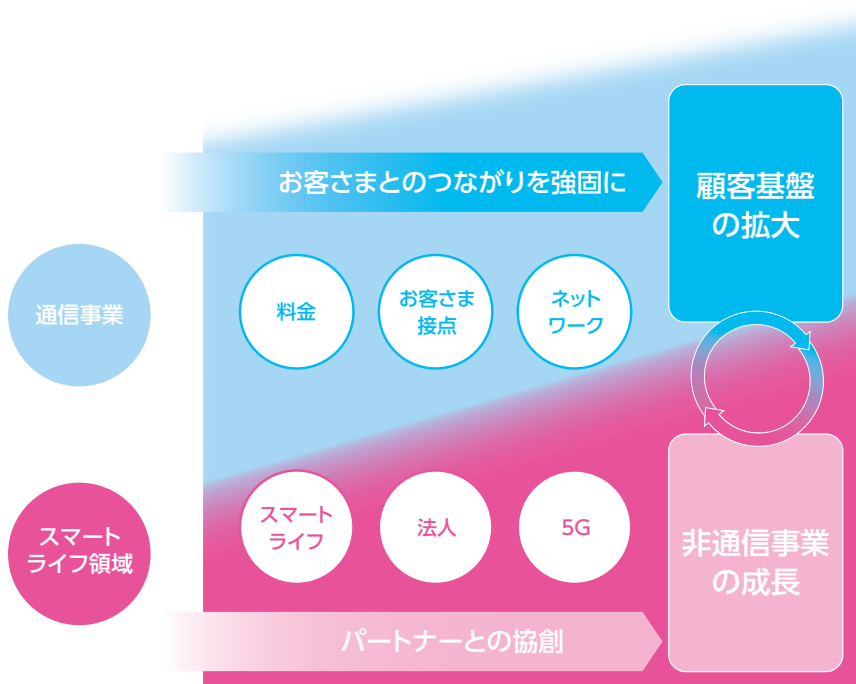 お客さまとのつながりを強固に
顧客基盤
の拡大
通信事業
料金
お客さま
接点
ネット
ワーク
スマート
ライフ領域
スマート
ライフ
法人
5G
非通信事業
の成長
パートナーとの協創